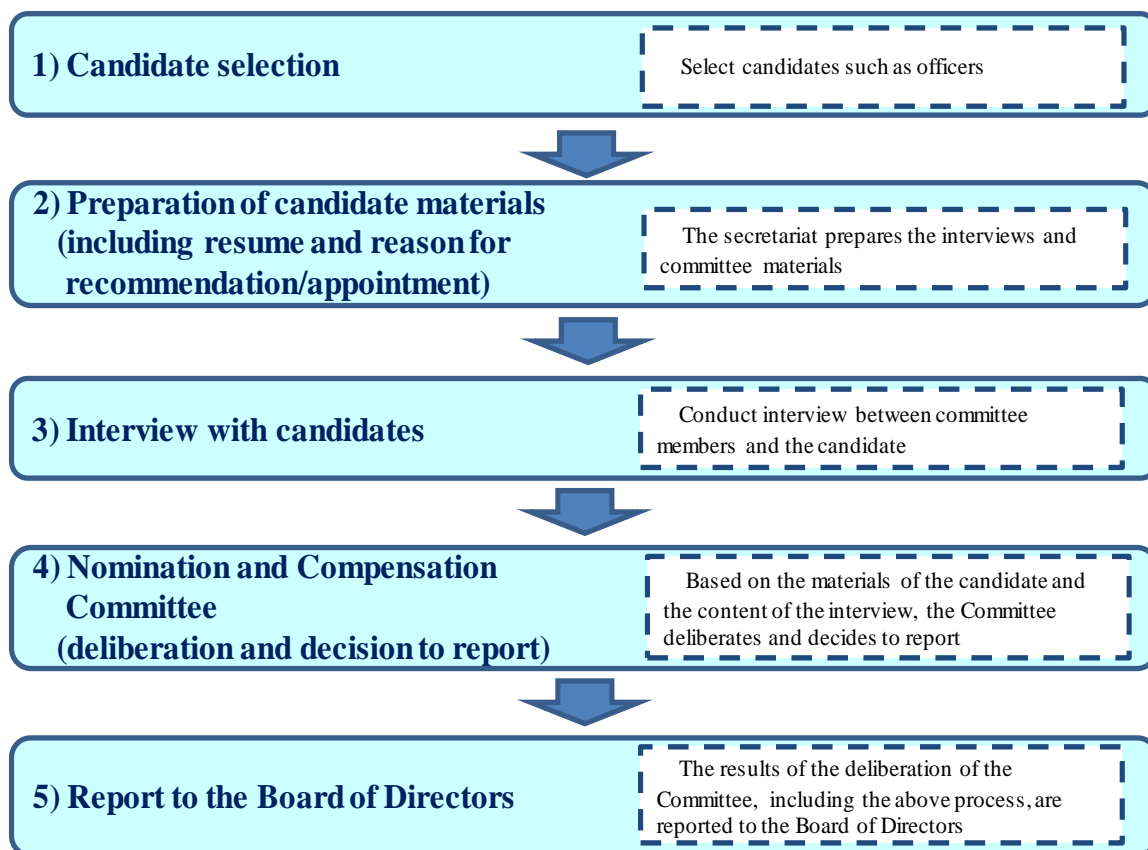 1) Candidate selection
Select candidates such as officers
2) Preparation of candidate materials
(including resume and reason for
recommendation/appointment)
The secretariat prepares the interviews and
committee materials
3) Interview with candidates
Conduct interview between committee
members and the candidate
4) Nomination and Compensation
Committee
(deliberation and decision to report)
Based on the materials of the candidate and
the content of the interview, the Committee
deliberates and decides to report
5) Report to the Board of Directors
The results of the deliberation of the
Committee, including the above process, are
reported to the Board of Directors